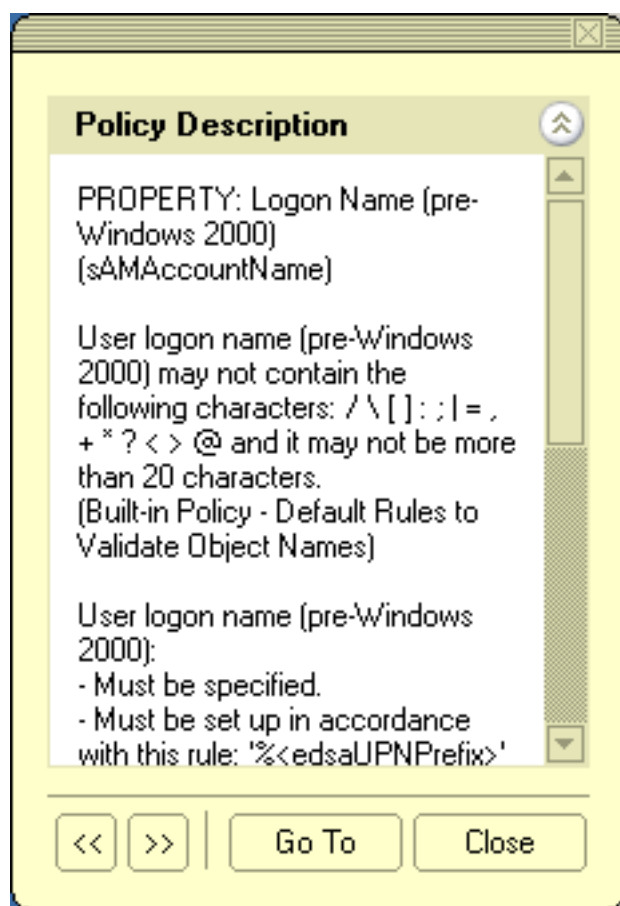 Policy Description
PROPERTY: Logon Name (pre-
Windows 2000)
(sAMAccountName)
User logon name (pre-Windows
2000) may not contain the
following characters: / \ [ ] : ; | = ,
+ * ? < > @ and it may not be more
than 20 characters.
(Built-in Policy - Default Rules to
Validate Object Names)
User logon name (pre-Windows
2000):
- Must be specified.
- Must be set up in accordance
with this rule: '%<edsaUPNPrefix>'
<< >> Go To Close